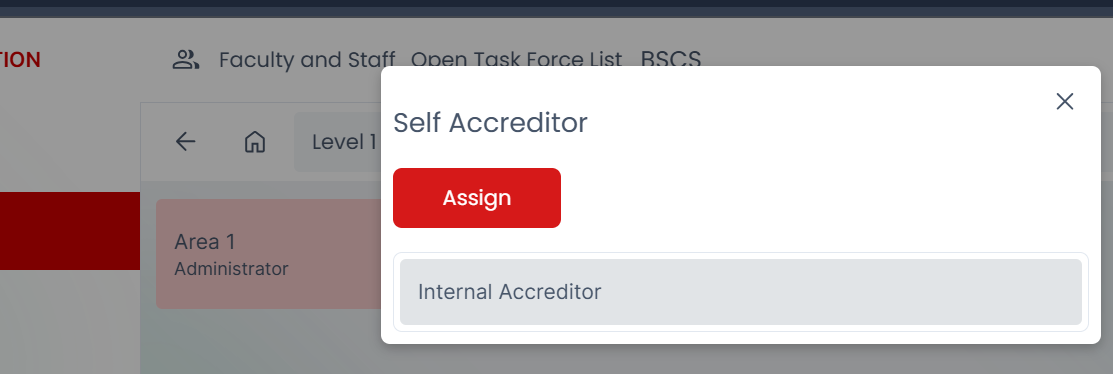 TION
Faculty and Staff Open Task Force List BSCS
Self Accreditor
Level 1
Assign
Area 1
Administrator
Internal Accreditor